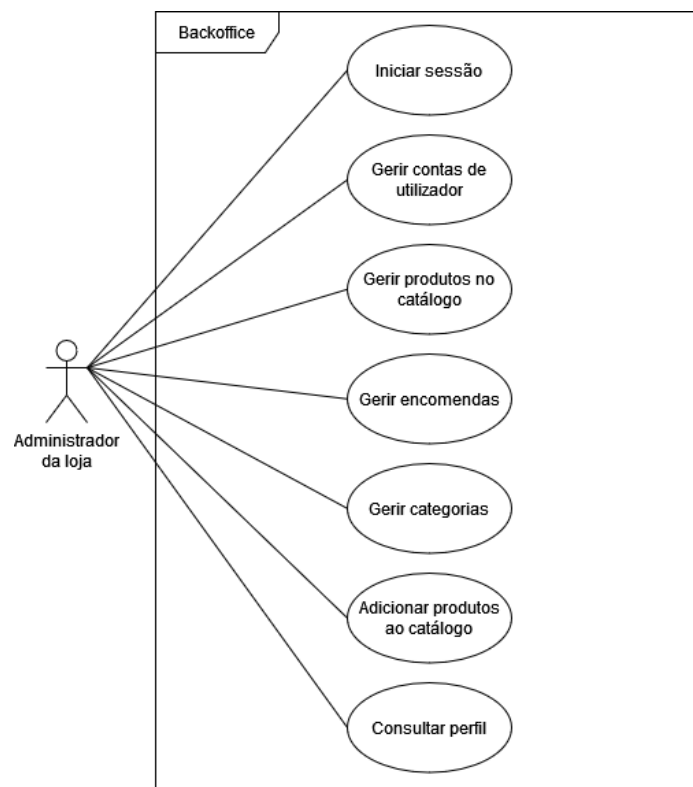 Backoffice
Iniciar sessão
Gerir contas de
utilizador
Gerir produtos no
catálogo
Gerir encomendas
Administrador
da loja
Gerir categorias
Adicionar produtos
ao catálogo
Consultar perfil